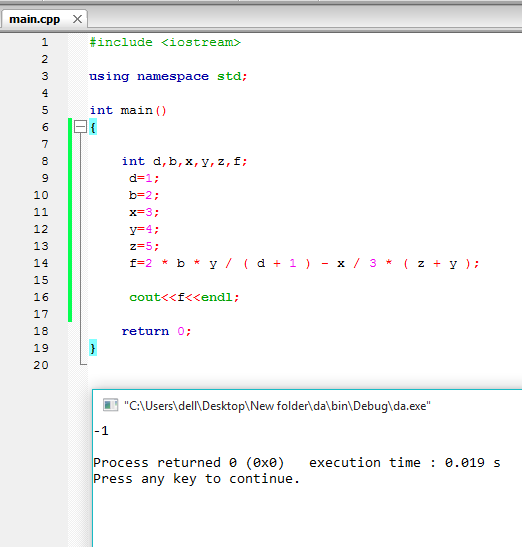 main.cpp
1 #include <iostream>
2
3 using namespace std;
4
5 int main()
6 {
7
8 int d,b,x,y,z,f;
9 d=1;
10 b=2;
11 x=3;
12 y=4;
13 z=5;
14 f=2 * b * y / ( d + 1 ) - x / 3 * ( z + y );
15
16 cout<<f<<endl;
17
18 return 0;
19 }
20
"C:\Users\dell\Desktop\New folder\da\bin\Debug\da.exe"
-1
Process returned 0 (0x0) execution time : 0.019 s
Press any key to continue.